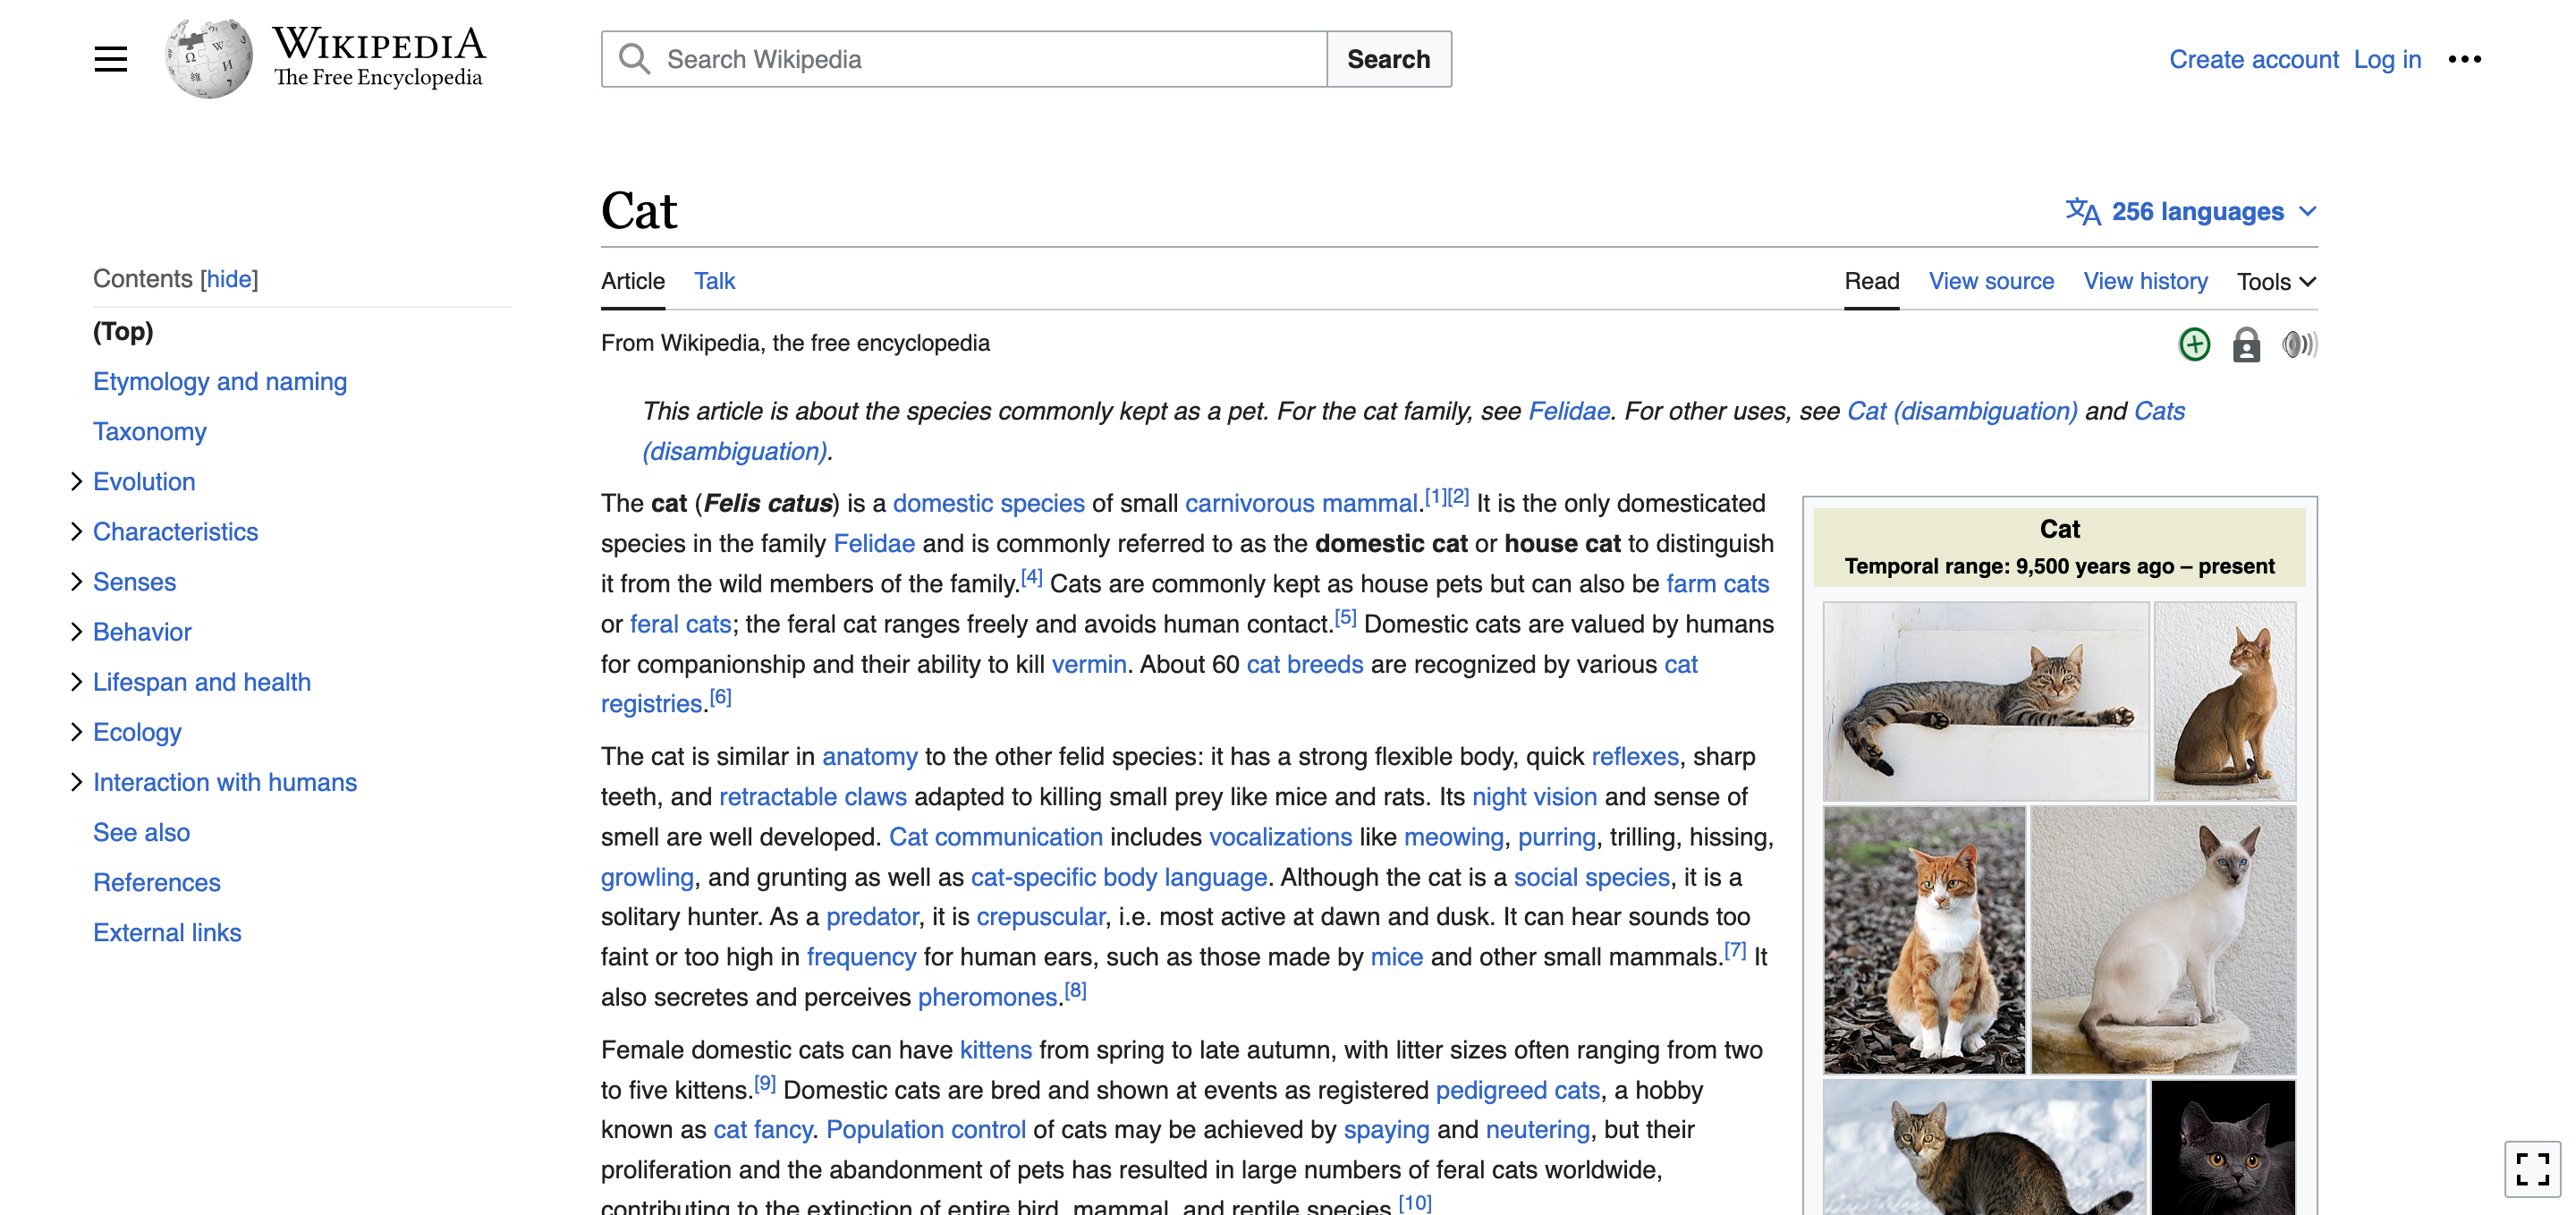 WIKIPEDIA
The Free Encyclopedia
Search Wikipedia
Search
Create account Log in
Cat
256 languages
Contents [hide]
(Top)
Etymology and naming
Taxonomy
Evolution
Characteristics
Senses
Behavior
Lifespan and health
Ecology
Interaction with humans
See also
References
External links
Article Talk
Read View source View history Tools
From Wikipedia, the free encyclopedia
This article is about the species commonly kept as a pet. For the cat family, see Felidae. For other uses, see Cat (disambiguation) and Cats
(disambiguation).
The cat (Felis catus) is a domestic species of small carnivorous mammal.[1][2] It is the only domesticated
species in the family Felidae and is commonly referred to as the domestic cat or house cat to distinguish
it from the wild members of the family.[4] Cats are commonly kept as house pets but can also be farm cats
or feral cats; the feral cat ranges freely and avoids human contact.[5] Domestic cats are valued by humans
for companionship and their ability to kill vermin. About 60 cat breeds are recognized by various cat
registries.[6]
The cat is similar in anatomy to the other felid species: it has a strong flexible body, quick reflexes, sharp
teeth, and retractable claws adapted to killing small prey like mice and rats. Its night vision and sense of
smell are well developed. Cat communication includes vocalizations like meowing, purring, trilling, hissing,
growling, and grunting as well as cat-specific body language. Although the cat is a social species, it is a
solitary hunter. As a predator, it is crepuscular, i.e. most active at dawn and dusk. It can hear sounds too
faint or too high in frequency for human ears, such as those made by mice and other small mammals.[7] It
also secretes and perceives pheromones.[8]
Female domestic cats can have kittens from spring to late autumn, with litter sizes often ranging from two
to five kittens.[9] Domestic cats are bred and shown at events as registered pedigreed cats, a hobby
known as cat fancy. Population control of cats may be achieved by spaying and neutering, but their
proliferation and the abandonment of pets has resulted in large numbers of feral cats worldwide,
contributing to the extinction of entire bird, mammal, and reptile species.[10]
Cat
Temporal range: 9,500 years ago – present